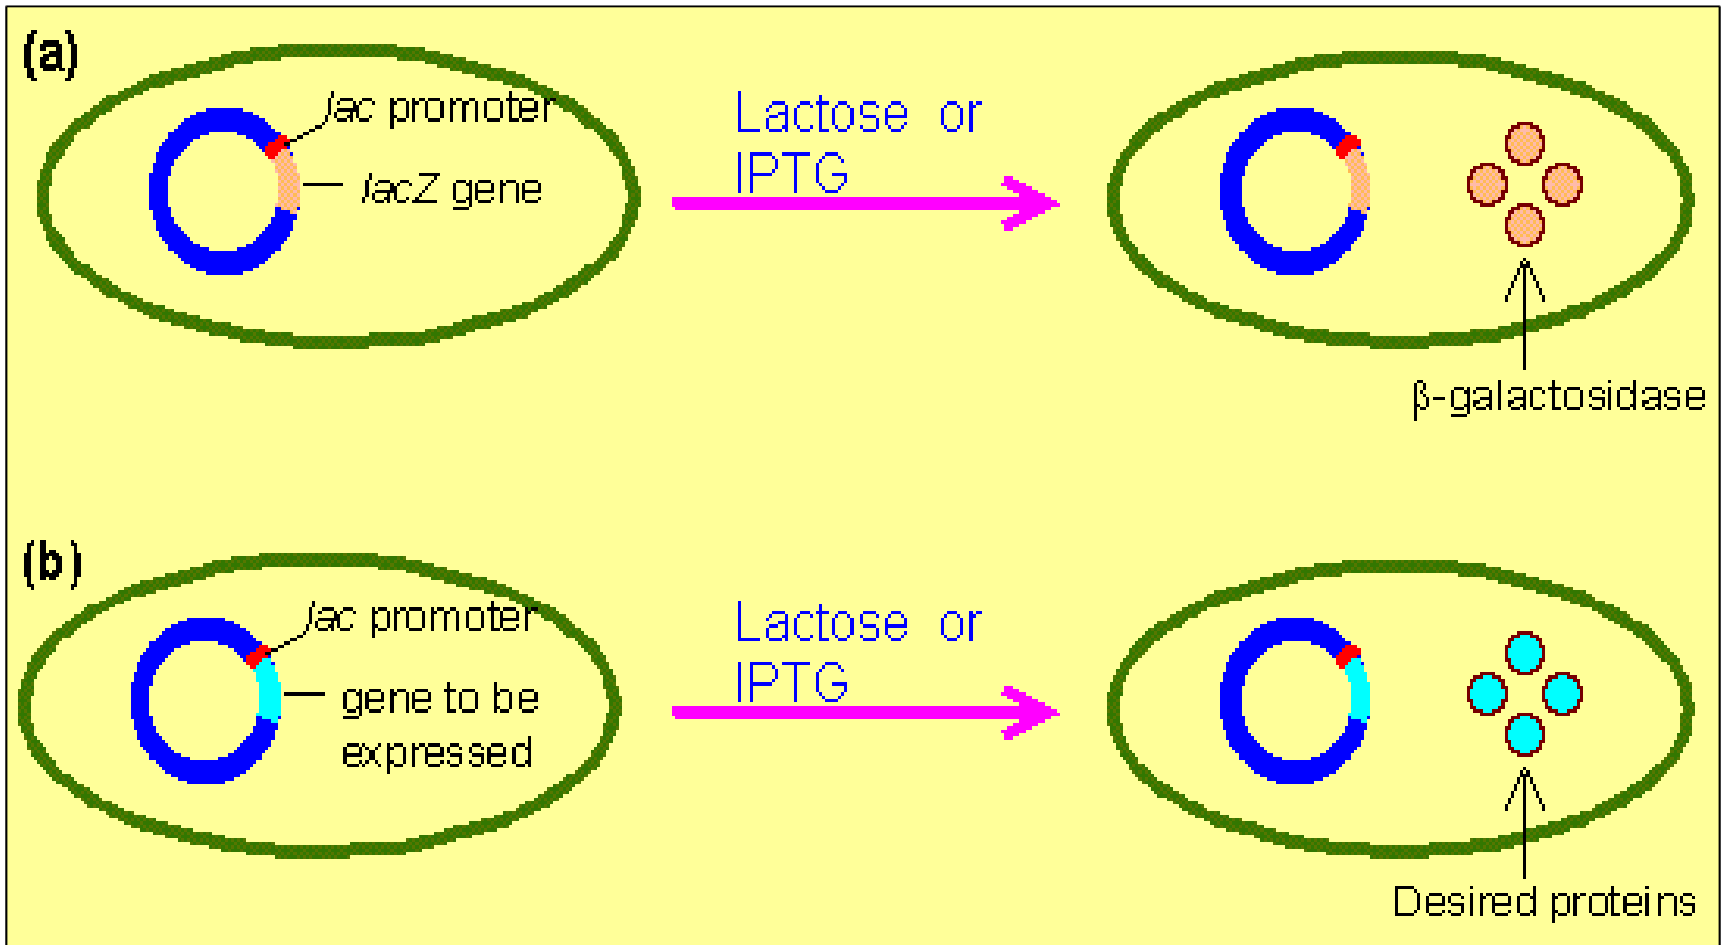 (a)
lac promoter
lacZ gene
Lactose or
IPTG
β-galactosidase
(b)
lac promoter
gene to be
expressed
Lactose or
IPTG
Desired proteins